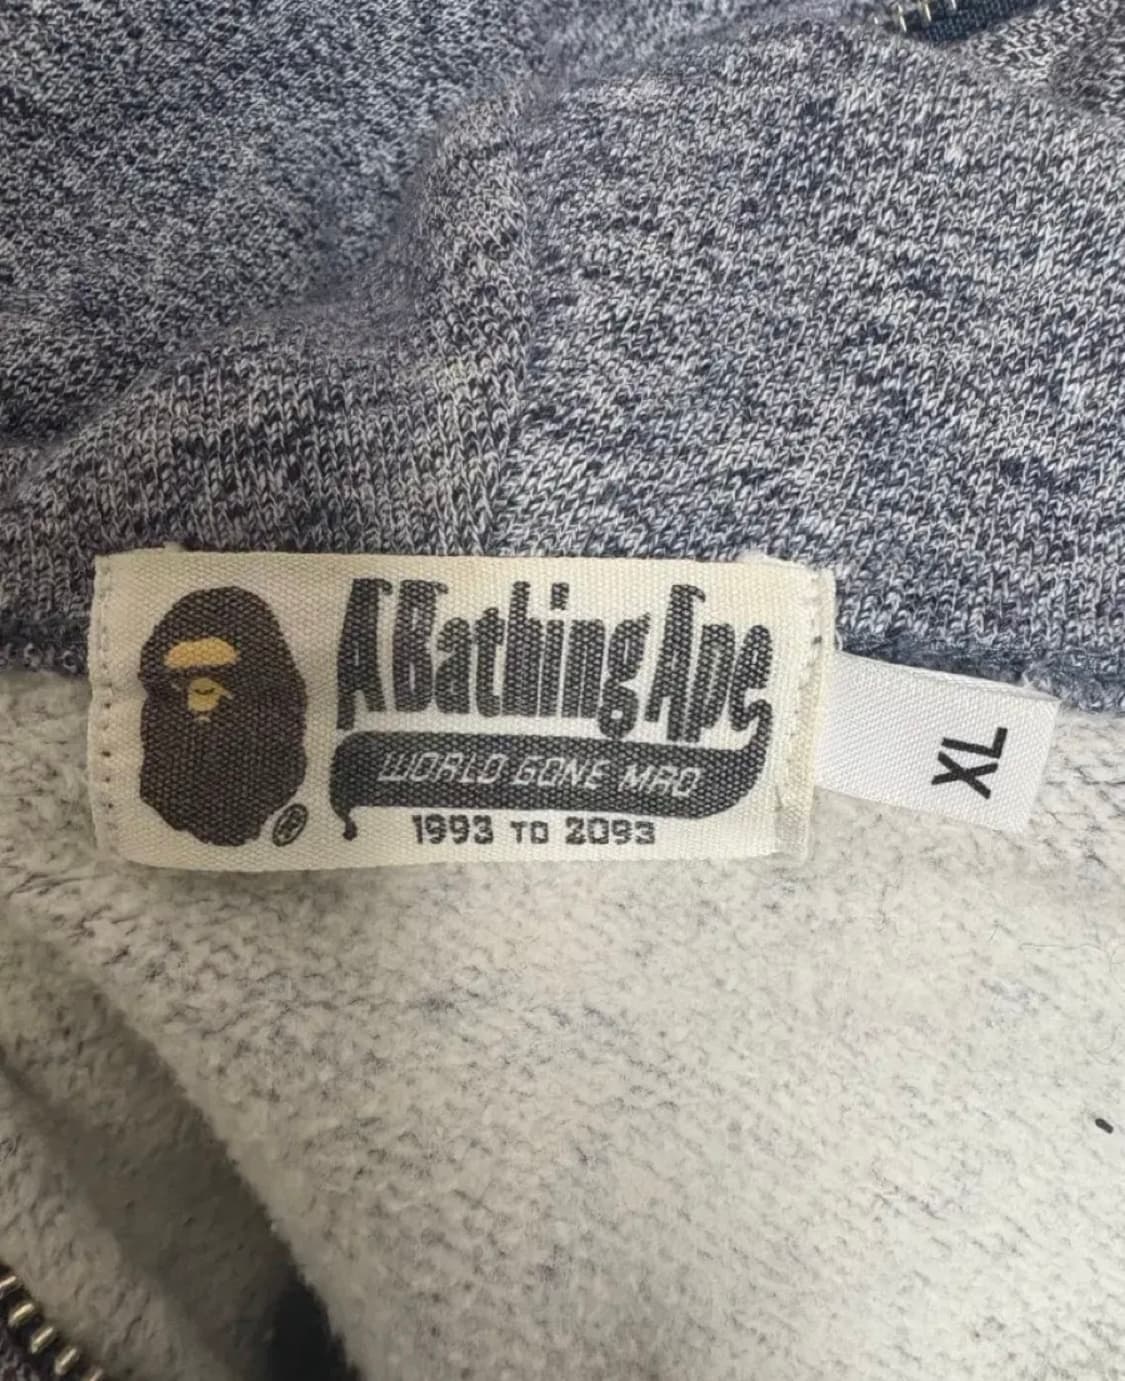 A Bathing Ape
WORLD GONE MAD
1993 TO 2093
®
XL